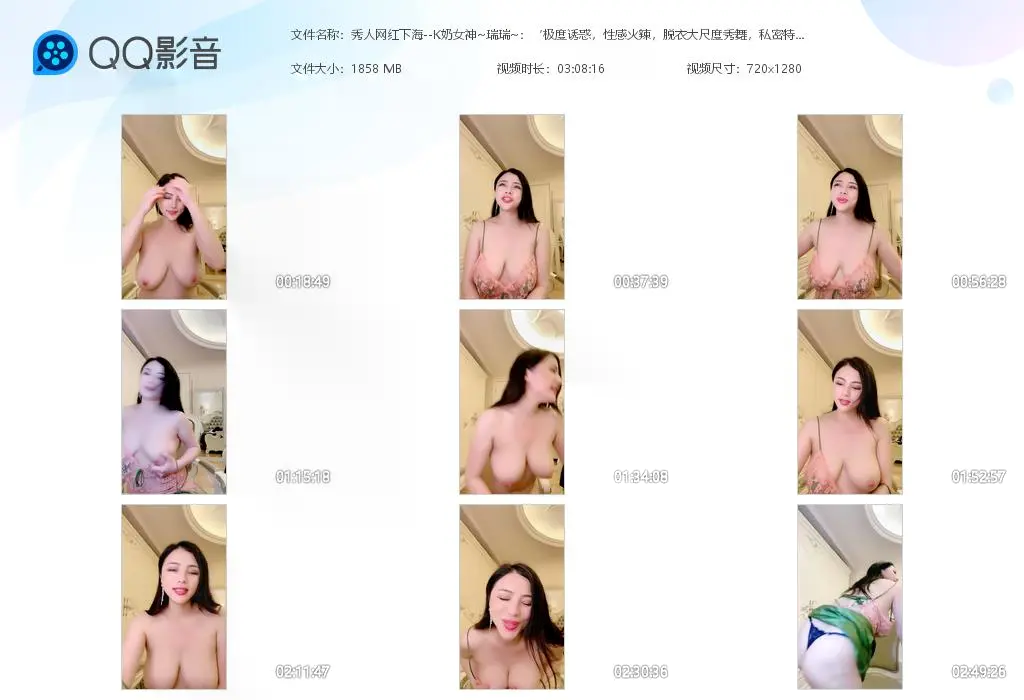 QQ影音
文件名称：秀人网红下海--K奶女神~瑞瑞~：‘极度诱惑，性感火辣，脱衣大尺度秀舞，私密特...
文件大小：1858 MB 视频时长：03:08:16 视频尺寸：720x1280
00:18:49 00:37:39 00:56:28
01:15:18 01:34:08 01:52:57
02:11:47 02:30:36 02:49:26